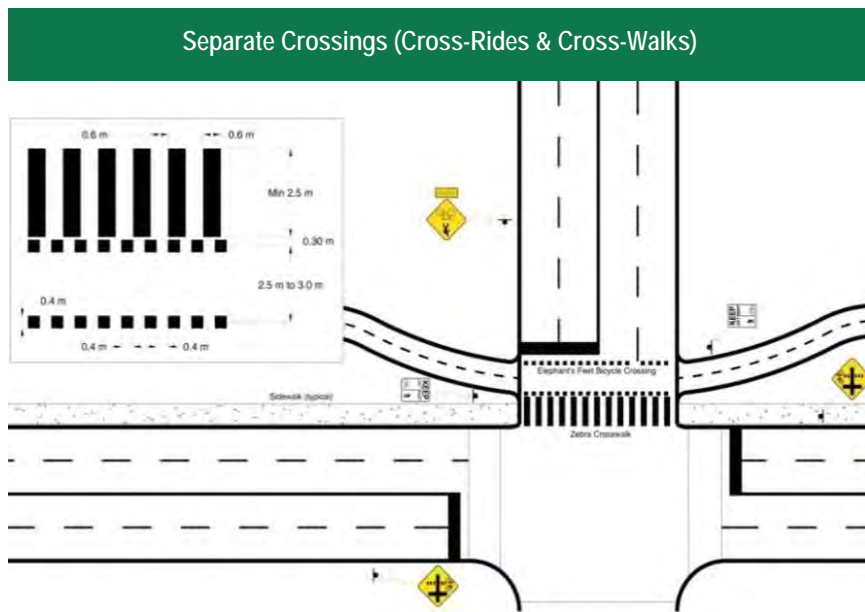 Separate Crossings (Cross-Rides & Cross-Walks)
0.6 m
0.6 m
Min 2.5 m
0.30 m
2.5 m to 3.0 m
0.4 m
0.4 m
0.4 m
KEEP
KEEP
Elephant's Feet Bicycle Crossing
Sidewalk (typical)
Zebra Crosswalk